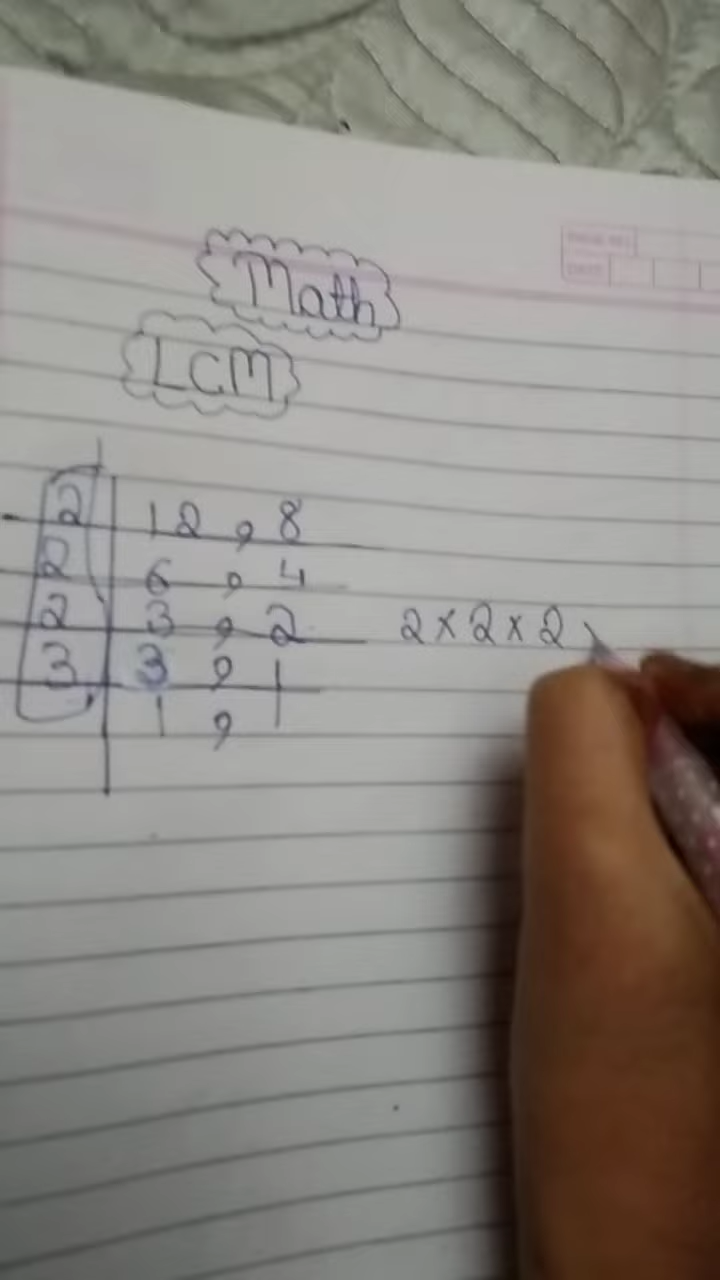 Math
LCM
2 | 12, 8
2 | 6, 4
2 | 3, 2
3 | 3, 1
1, 1
2 × 2 × 2
DATE